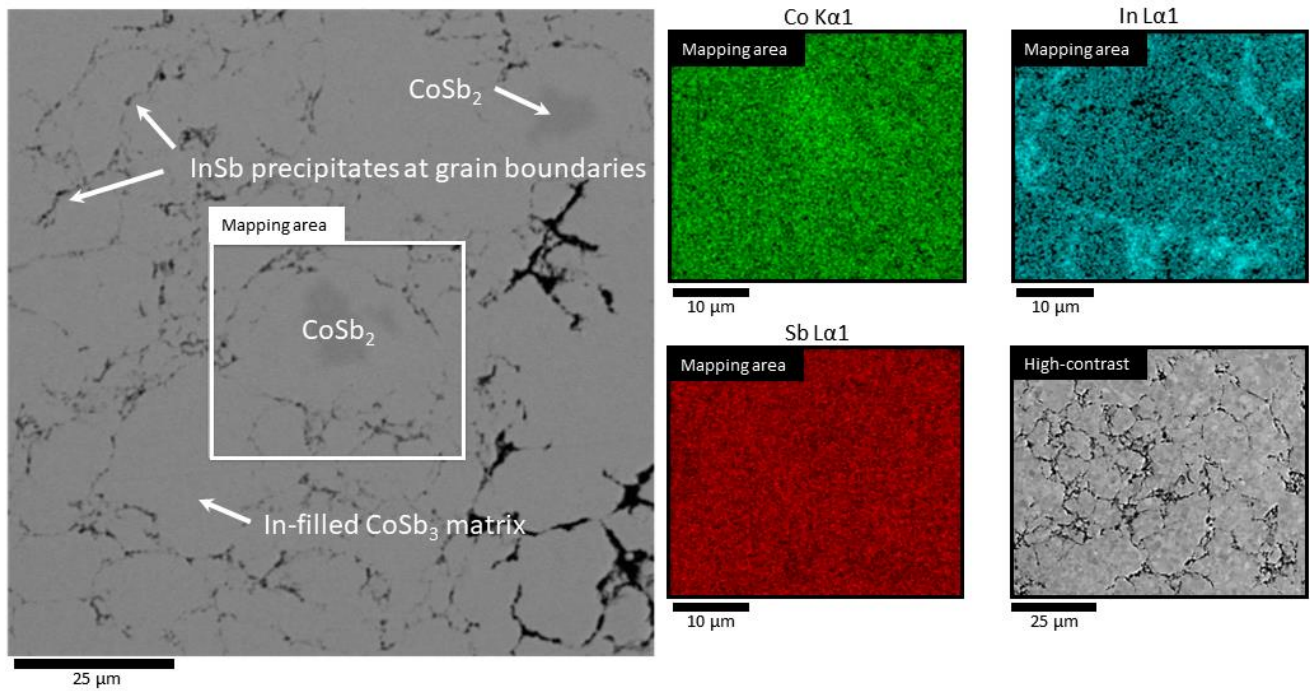 CoSb₂
InSb precipitates at grain boundaries
Mapping area
CoSb₂
In-filled CoSb₃ matrix
25 µm
Co Kα1
Mapping area
10 µm
In Lα1
Mapping area
10 µm
Sb Lα1
Mapping area
10 µm
High-contrast
25 µm